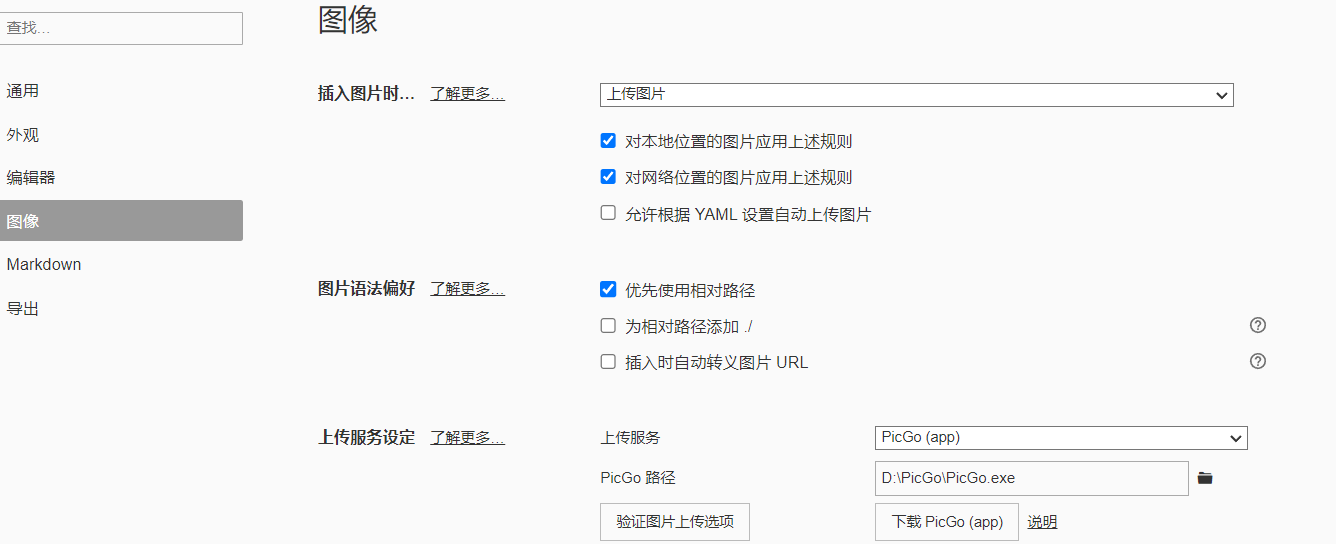 图像
查找...
通用
外观
编辑器
图像
Markdown
导出
插入图片时... 了解更多... 上传图片
对本地位置的图片应用上述规则
对网络位置的图片应用上述规则
允许根据 YAML 设置自动上传图片
图片语法偏好 了解更多... 优先使用相对路径
为相对路径添加 ./
插入时自动转义图片 URL
上传服务设定 了解更多... 上传服务 PicGo (app)
PicGo 路径 D:\PicGo\PicGo.exe
验证图片上传选项 下载 PicGo (app) 说明